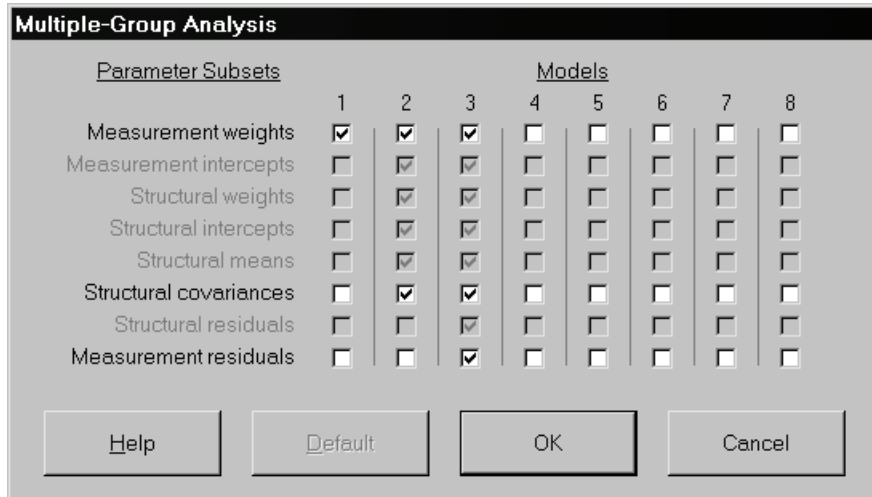 Multiple-Group Analysis
Parameter Subsets Models
1 2 3 4 5 6 7 8
Measurement weights
Measurement intercepts
Structural weights
Structural intercepts
Structural means
Structural covariances
Structural residuals
Measurement residuals
Help Default OK Cancel